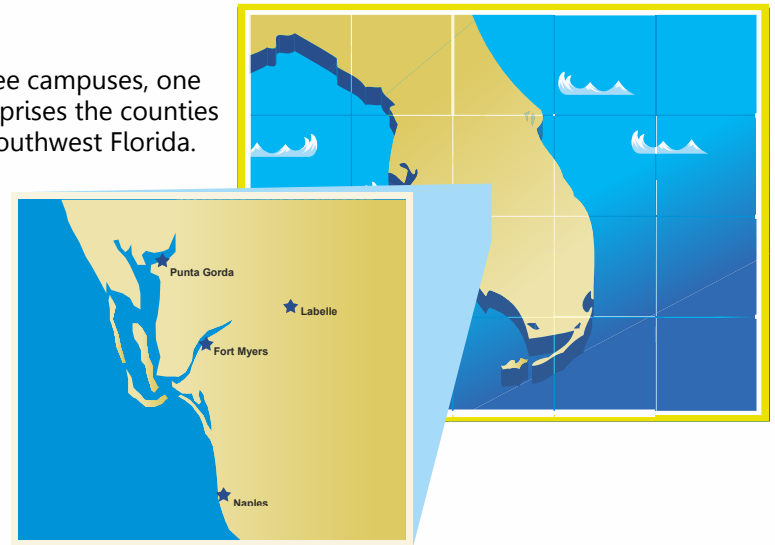 ee campuses, one
prises the counties
outhwest Florida.
Punta Gorda
Labelle
Fort Myers
Naples